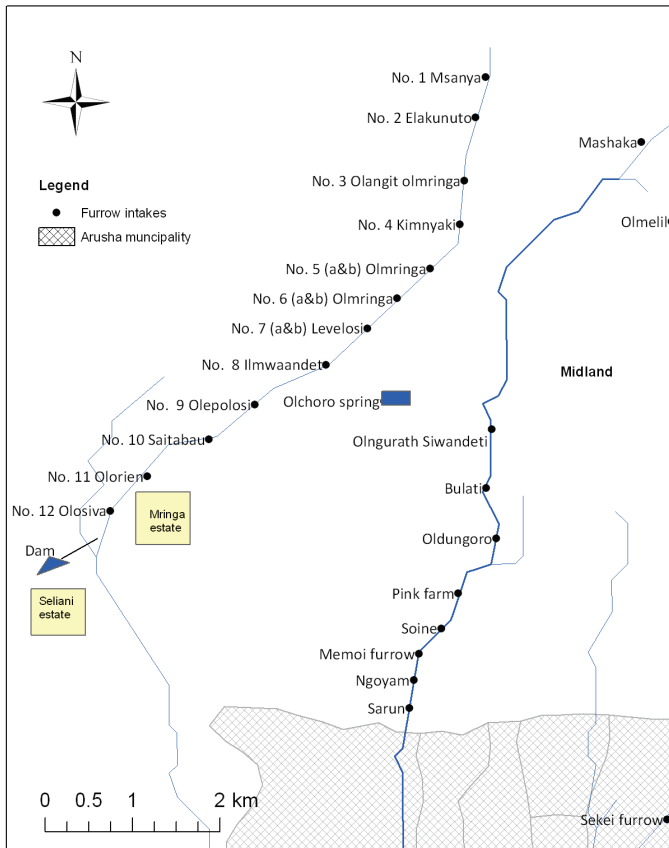 N
No. 1 Msanya
No. 2 Elakunuto
Mashaka
No. 3 Olangit olmringa
Legend
Furrow intakes
Arusha muncipality
No. 4 Kimnyaki
Olmelil
No. 5 (a&b) Olmringa
No. 6 (a&b) Olmringa
No. 7 (a&b) Levelosi
No. 8 Ilmwaandet
Midland
No. 9 Olepolosi
Olchoro spring
No. 10 Saitabau
Olngurath Siwandeti
No. 11 Olorien
Bulati
No. 12 Olosiva
Mringa
estate
Oldungoro
Dam
Seliani
estate
Pink farm
Soine
Memoi furrow
Ngoyam
Sarun
0 0.5 1 2 km
Sekei furrow